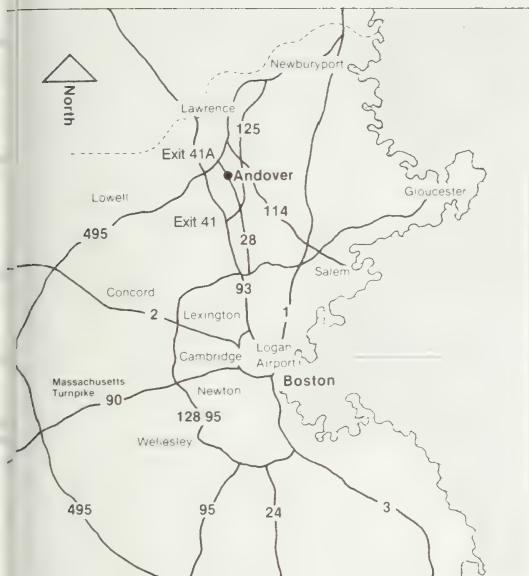 Newburyport
North
Lawrence
125
Exit 41A
Andover
Lowell
Gloucester
Exit 41
114
495
28
Salem
93
Concord
Lexington
1
2
Logan
Airport
Cambridge
Boston
Massachusetts
Turnpike
90
Newton
128 95
Wellesley
495
95
24
3